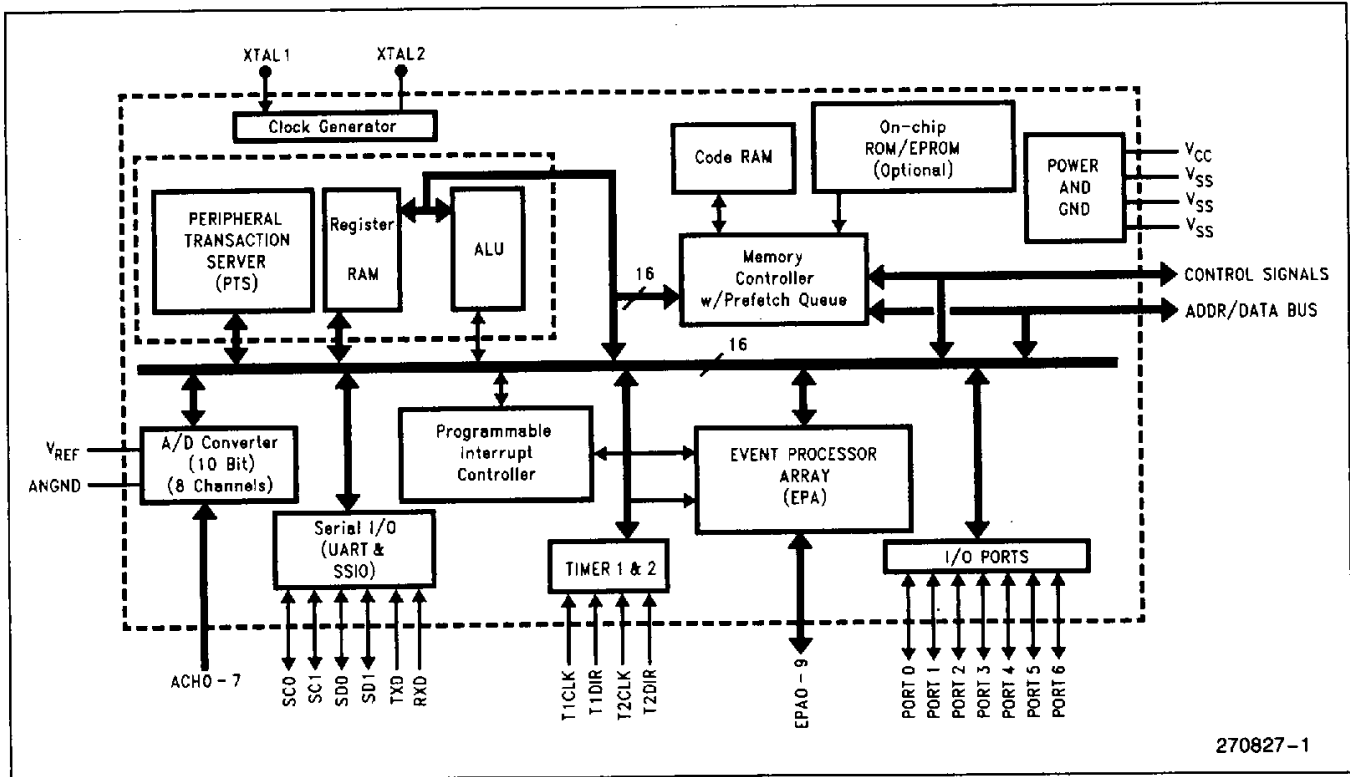 XTAL1 XTAL2
Clock Generator
PERIPHERAL
TRANSACTION
SERVER
(PTS)
Register
RAM
ALU
Code RAM
On-chip
ROM/EPROM
(Optional)
POWER
AND
GND
VCC
VSS
VSS
VSS
Memory
Controller
w/Prefetch Queue
16
CONTROL SIGNALS
ADDR/DATA BUS
16
VREF
ANGND
A/D Converter
(10 Bit)
(8 Channels)
Programmable
Interrupt
Controller
EVENT PROCESSOR
ARRAY
(EPA)
Serial I/O
(UART &
SSIO)
TIMER 1 & 2
I/O PORTS
ACH0-7
SC0
SC1
SD0
SD1
TXD
RXD
T1CLK
T1DIR
T2CLK
T2DIR
EPA0-9
PORT 0
PORT 1
PORT 2
PORT 3
PORT 4
PORT 5
PORT 6
270827-1